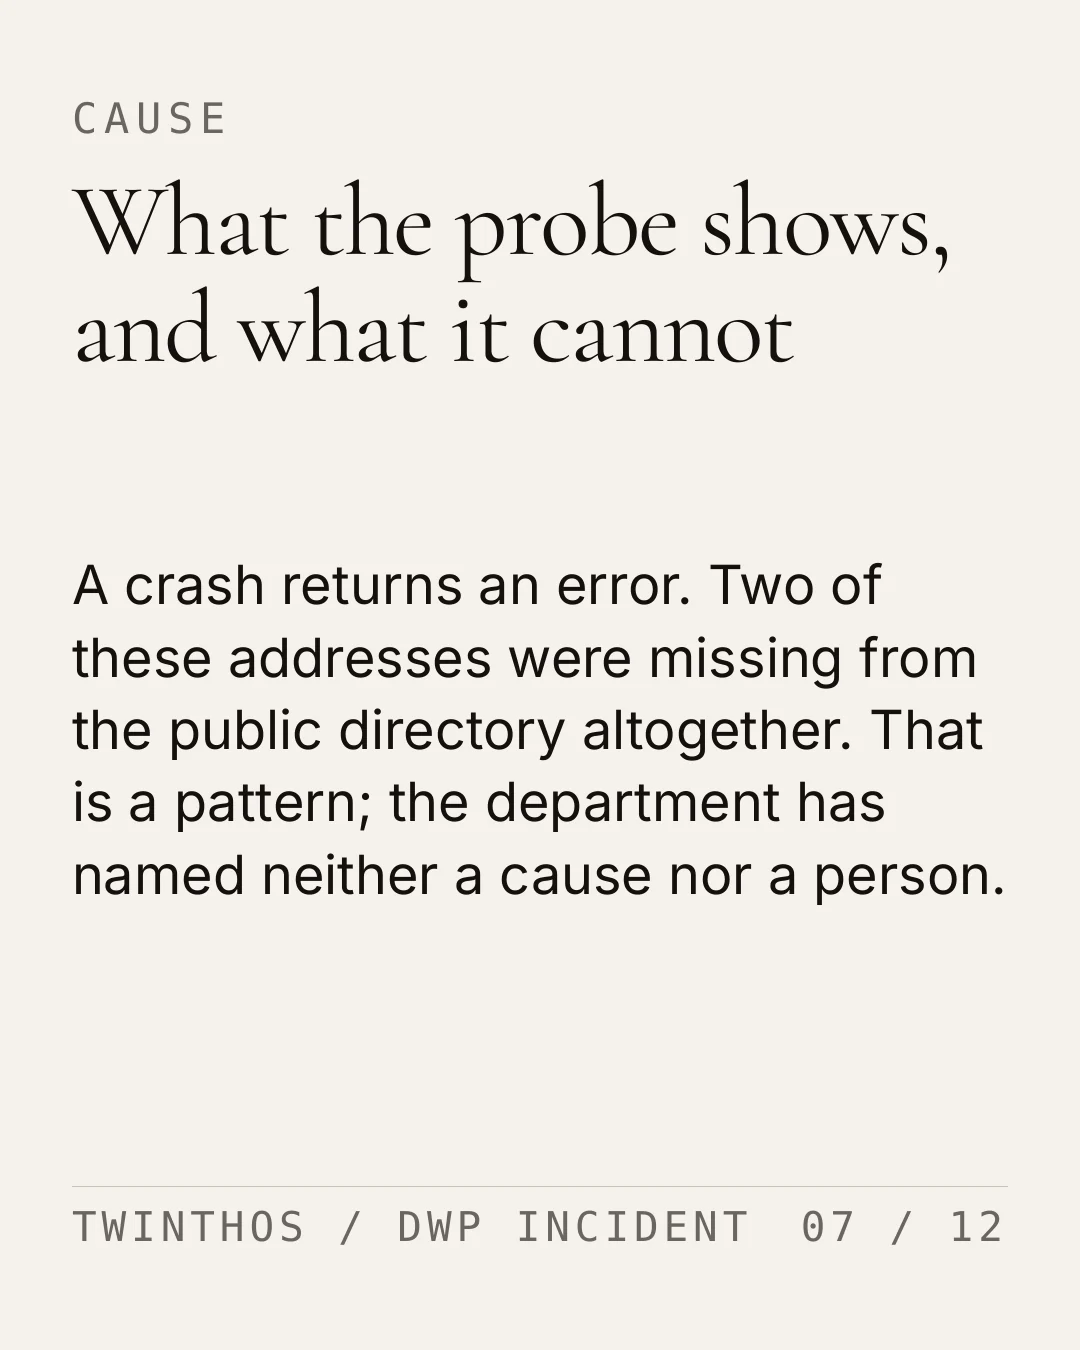 CAUSE
What the probe shows,
and what it cannot
A crash returns an error. Two of
these addresses were missing from
the public directory altogether. That
is a pattern; the department has
named neither a cause nor a person.
TWINTHOS / DWP INCIDENT 07 / 12